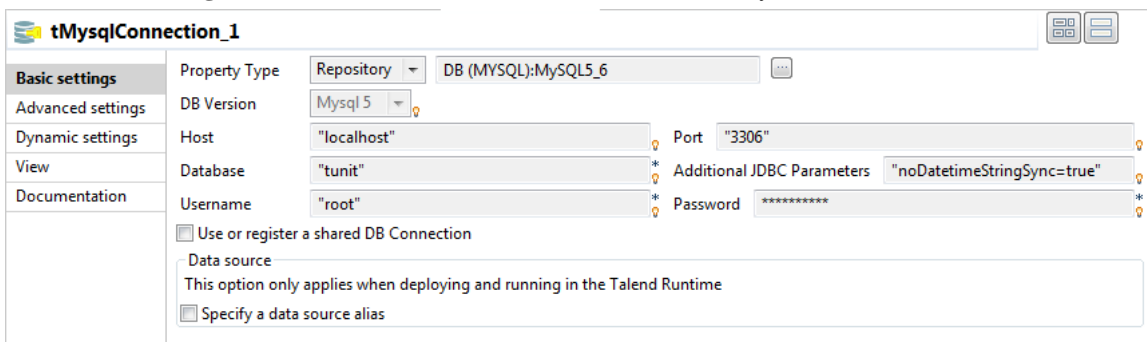 tMysqlConnection_1
Basic settings
Advanced settings
Dynamic settings
View
Documentation
Property Type Repository DB (MYSQL):MySQL5_6 ...
DB Version Mysql 5
Host "localhost" Port "3306"
Database "tunit" * Additional JDBC Parameters "noDatetimeStringSync=true"
Username "root" * Password ********** *
Use or register a shared DB Connection
Data source
This option only applies when deploying and running in the Talend Runtime
Specify a data source alias